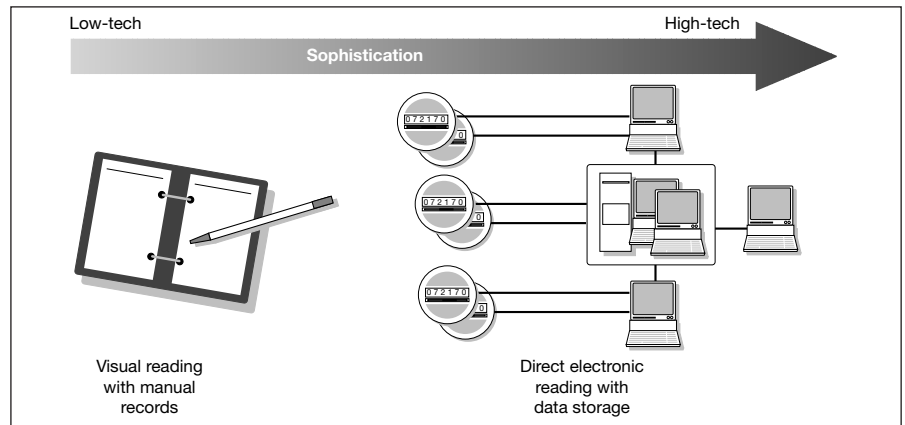 Low-tech
High-tech
Sophistication
072170
0
072170
0
072170
0
Visual reading
with manual
records
Direct electronic
reading with
data storage